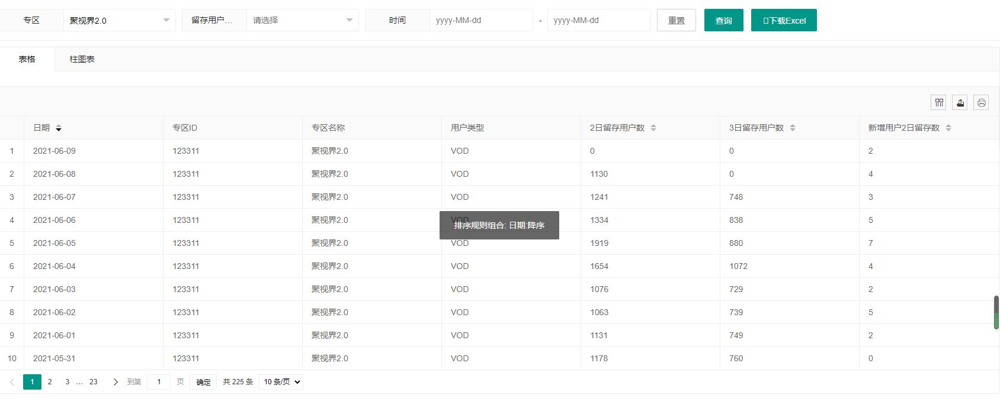 专区 聚视界2.0 留存用户... 请选择 时间 yyyy-MM-dd - yyyy-MM-dd 重置 查询 下载Excel
表格 柱图表
日期 专区ID 专区名称 用户类型 2日留存用户数 3日留存用户数 新增用户2日留存数
1 2021-06-09 123311 聚视界2.0 VOD 0 0 2
2 2021-06-08 123311 聚视界2.0 VOD 1130 0 4
3 2021-06-07 123311 聚视界2.0 VOD 1241 748 3
4 2021-06-06 123311 聚视界2.0 VOD 1334 838 5
排序规则组合: 日期:降序
5 2021-06-05 123311 聚视界2.0 VOD 1919 880 7
6 2021-06-04 123311 聚视界2.0 VOD 1654 1072 4
7 2021-06-03 123311 聚视界2.0 VOD 1076 729 2
8 2021-06-02 123311 聚视界2.0 VOD 1063 739 5
9 2021-06-01 123311 聚视界2.0 VOD 1131 749 2
10 2021-05-31 123311 聚视界2.0 VOD 1178 760 0
1 2 3 ... 23 到第 1 页 确定 共 225 条 10 条/页